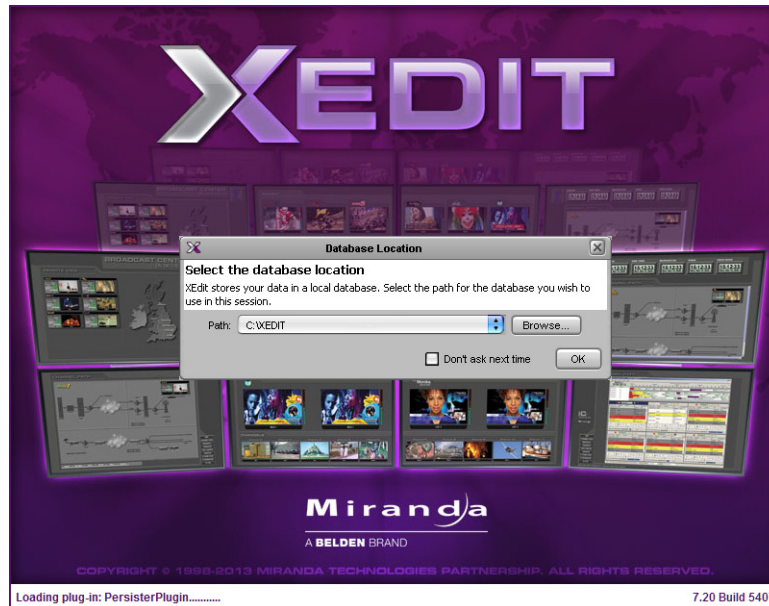 XEDIT
BROADCAST CENT
Database Location
Select the database location
XEdit stores your data in a local database. Select the path for the database you wish to
use in this session.
Path:
C:\XEDIT
Browse...
Don't ask next time
OK
Miranda
A BELDEN BRAND
COPYRIGHT © 1998-2013 MIRANDA TECHNOLOGIES PARTNERSHIP. ALL RIGHTS RESERVED.
Loading plug-in: PersisterPlugin...........
7.20 Build 540